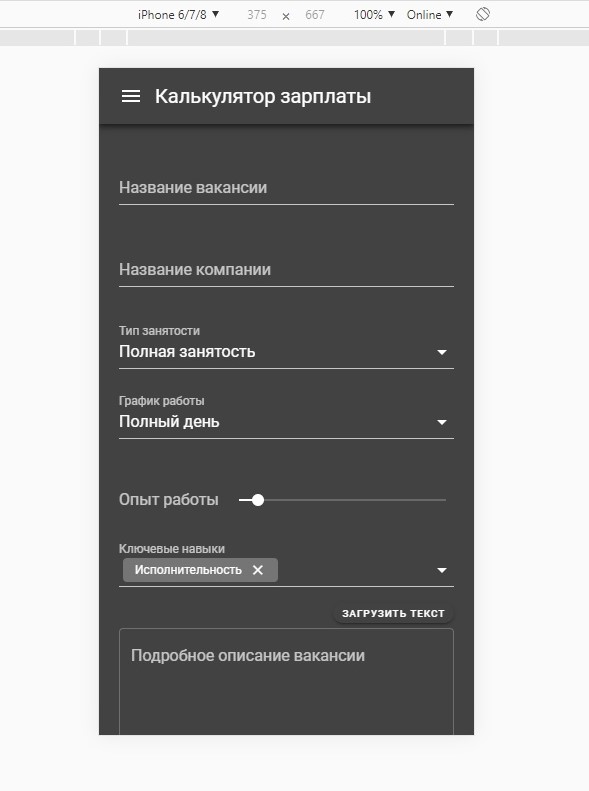 iPhone 6/7/8 ▼ 375 × 667 100% ▼ Online ▼
Калькулятор зарплаты
Название вакансии
Название компании
Тип занятости
Полная занятость
График работы
Полный день
Опыт работы
Ключевые навыки
Исполнительность ✕
ЗАГРУЗИТЬ ТЕКСТ
Подробное описание вакансии